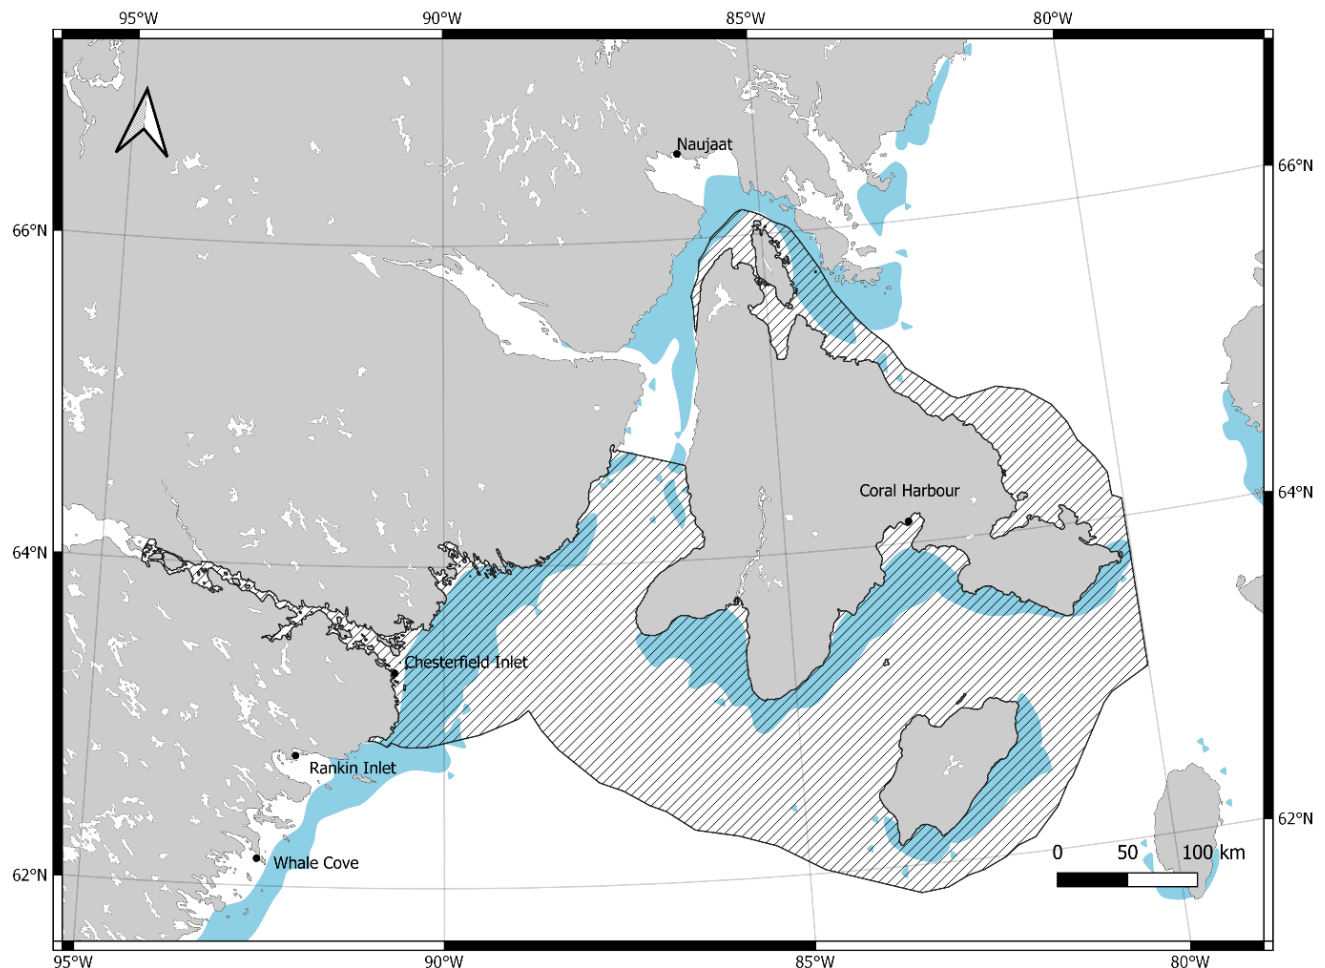 95°W 90°W 85°W 80°W
Naujaat
66°N
66°N
Coral Harbour
64°N
64°N
Chesterfield Inlet
Rankin Inlet
62°N
0 50 100 km
Whale Cove
62°N
95°W 90°W 85°W 80°W